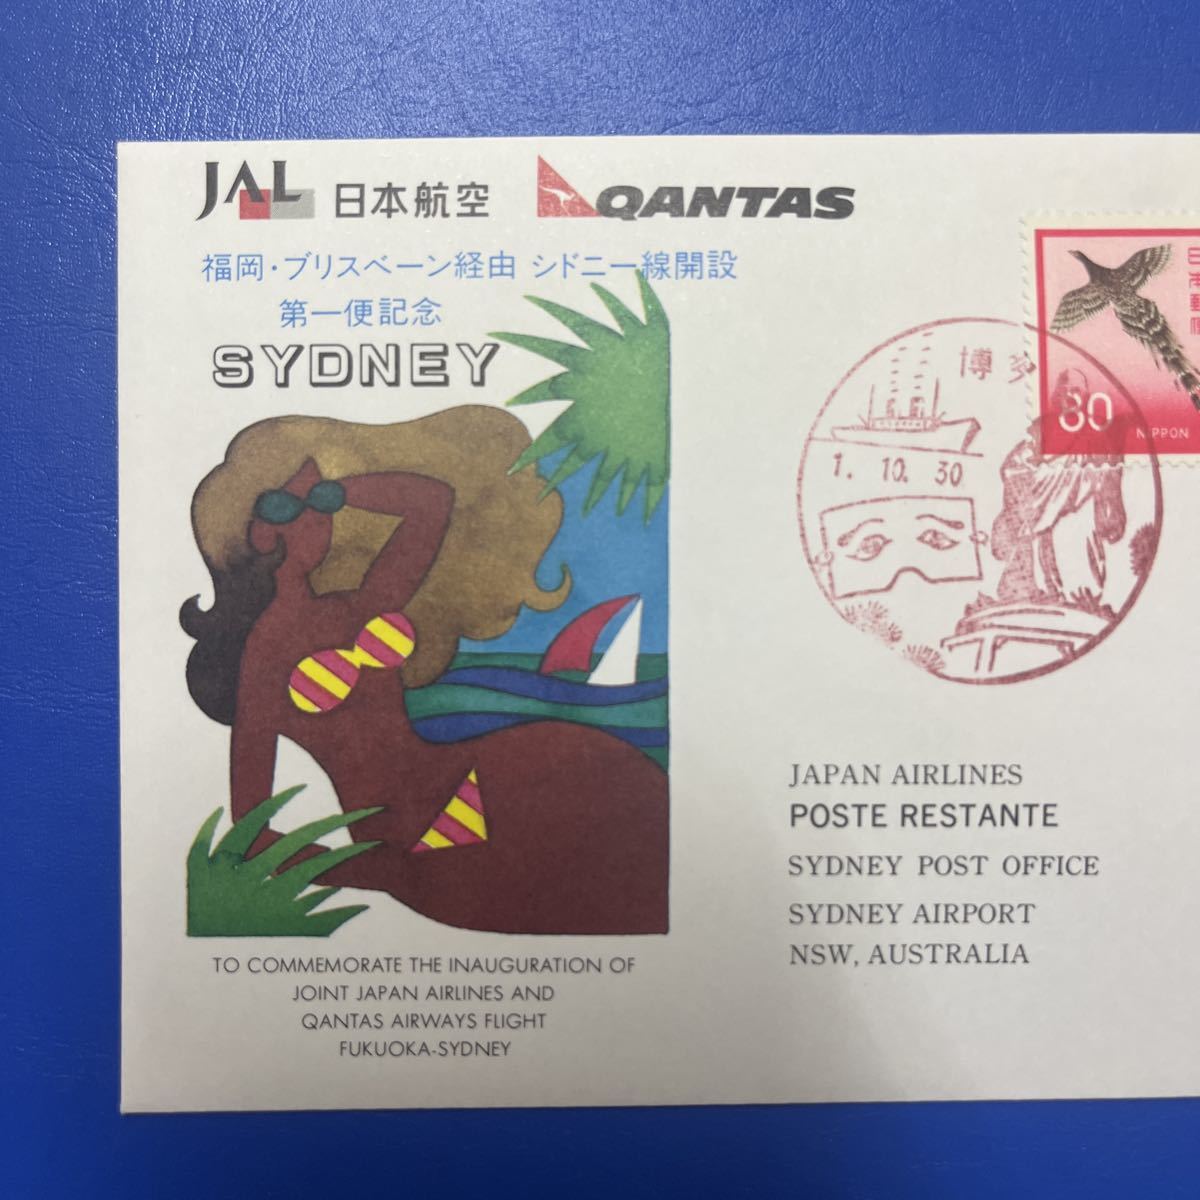 JAL 日本航空 QANTAS
福岡・ブリスベーン経由 シドニー線開設
第一便記念
SYDNEY
日本郵便
80
NIPPON
博多
1. 10. 30
JAPAN AIRLINES
POSTE RESTANTE
SYDNEY POST OFFICE
SYDNEY AIRPORT
NSW, AUSTRALIA
TO COMMEMORATE THE INAUGURATION OF
JOINT JAPAN AIRLINES AND
QANTAS AIRWAYS FLIGHT
FUKUOKA-SYDNEY